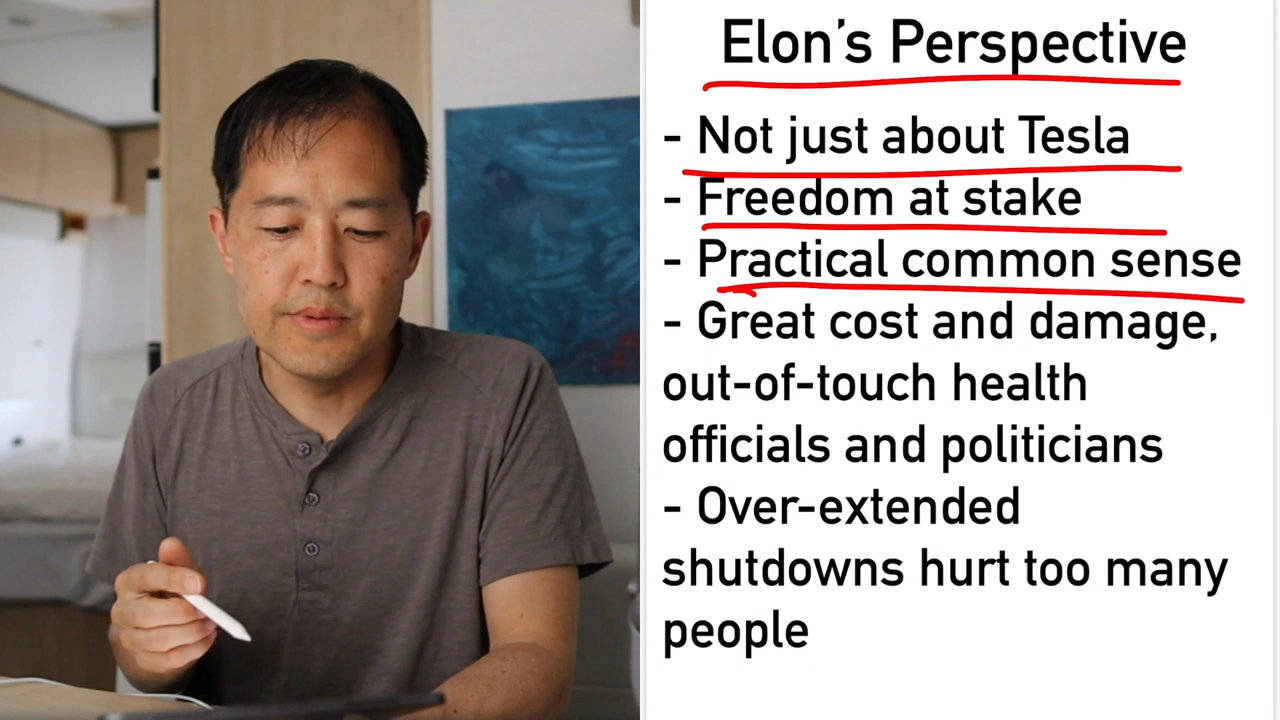 Elon’s Perspective
- Not just about Tesla
- Freedom at stake
- Practical common sense
- Great cost and damage,
out-of-touch health
officials and politicians
- Over-extended
shutdowns hurt too many
people